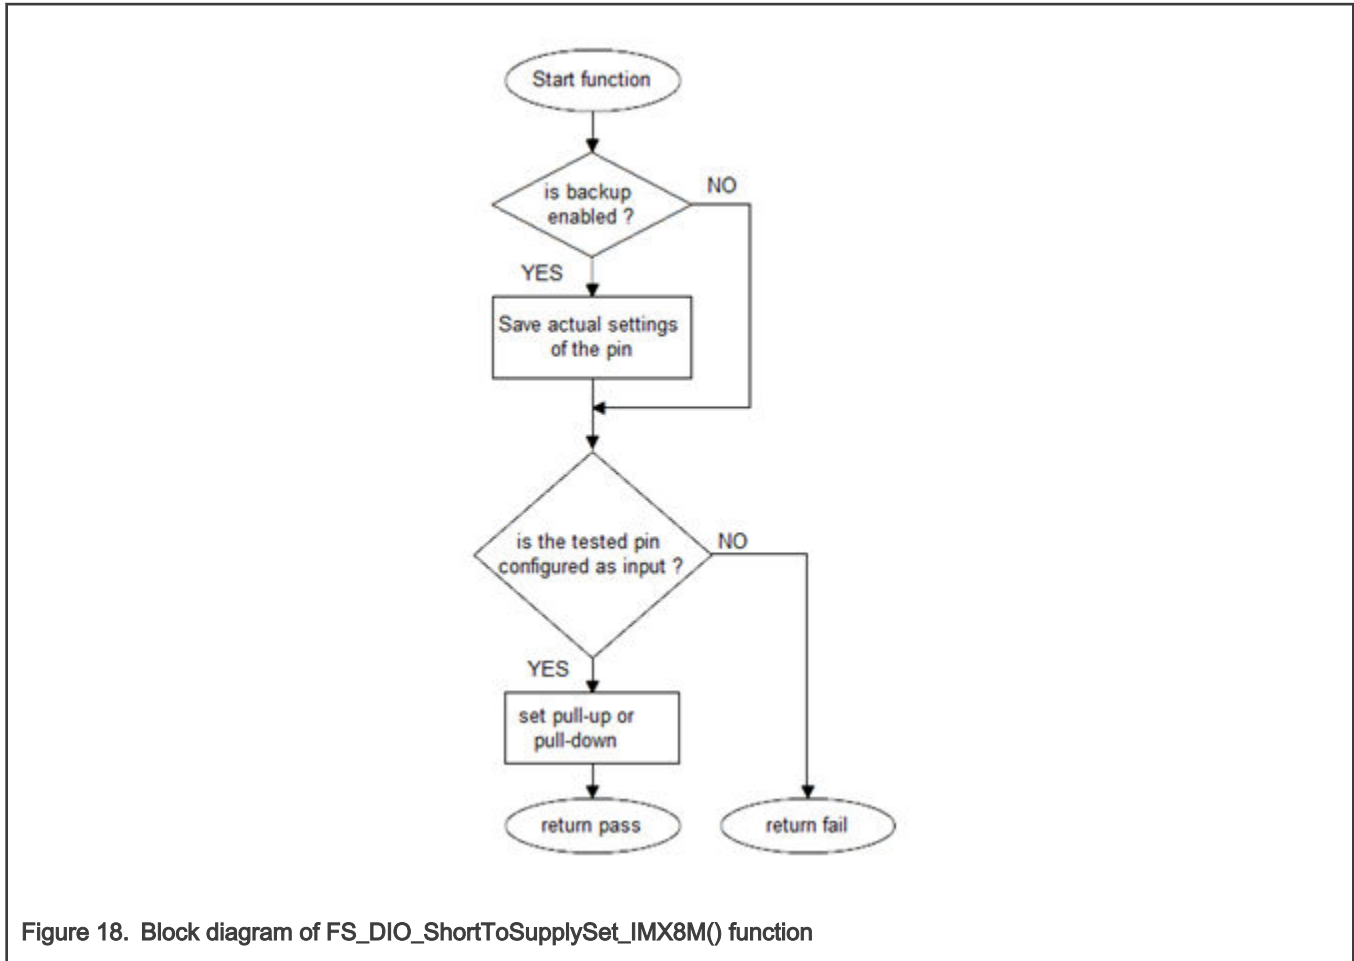 Start function
is backup
enabled ?
NO
YES
Save actual settings
of the pin
is the tested pin
configured as input ?
NO
YES
set pull-up or
pull-down
return pass
return fail
Figure 18. Block diagram of FS_DIO_ShortToSupplySet_IMX8M() function